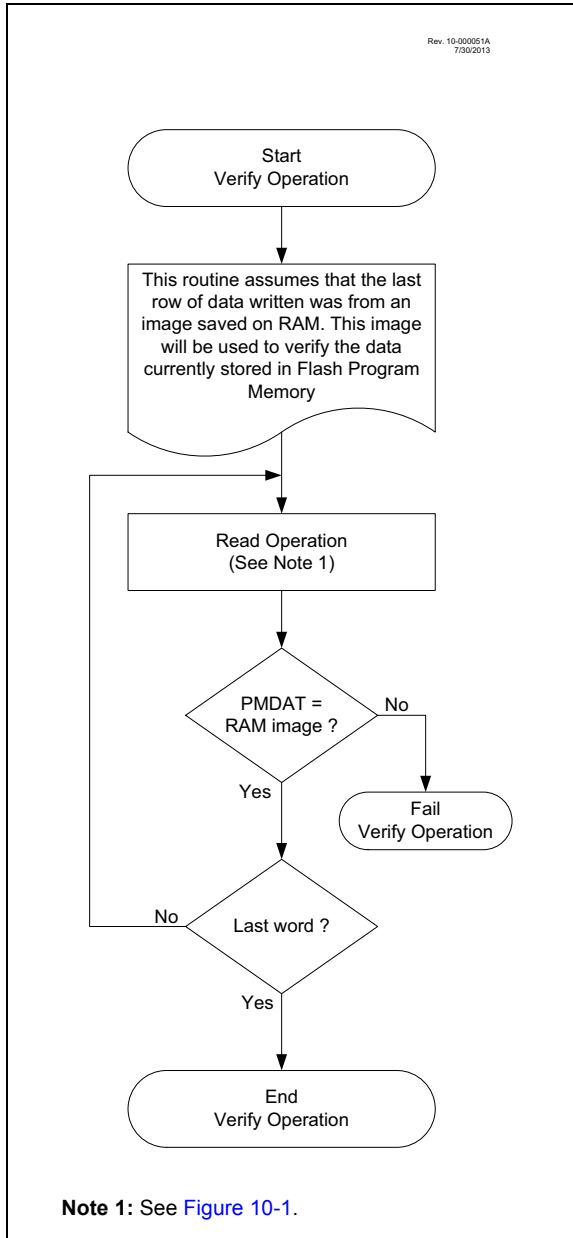 Rev. 10-000051A
7/30/2013
Start
Verify Operation
This routine assumes that the last
row of data written was from an
image saved on RAM. This image
will be used to verify the data
currently stored in Flash Program
Memory
Read Operation
(See Note 1)
PMDAT =
RAM image ?
No
Yes
Fail
Verify Operation
Last word ?
No
Yes
End
Verify Operation
Note 1: See Figure 10-1.